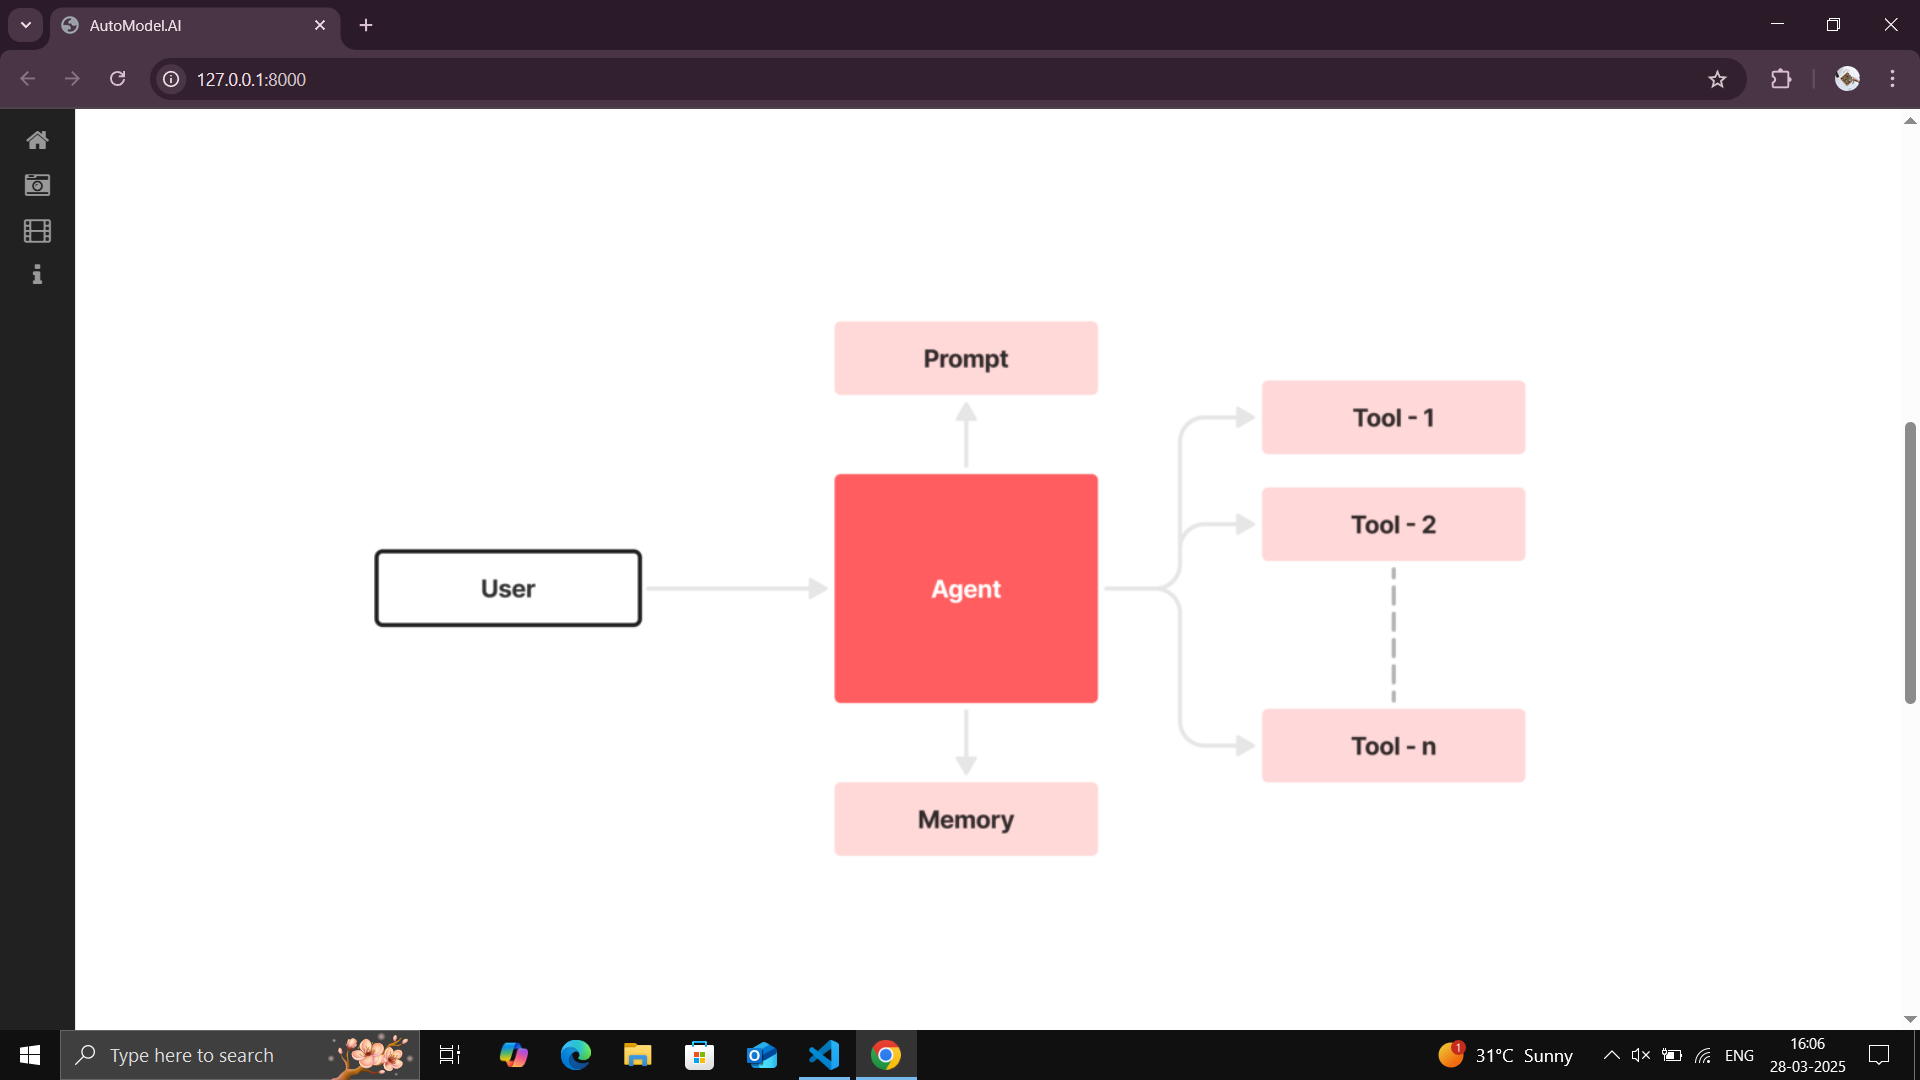 AutoModel.AI
127.0.0.1:8000
Prompt
Tool - 1
Tool - 2
User
Agent
Tool - n
Memory
Type here to search
1
31°C Sunny
ENG
16:06
28-03-2025